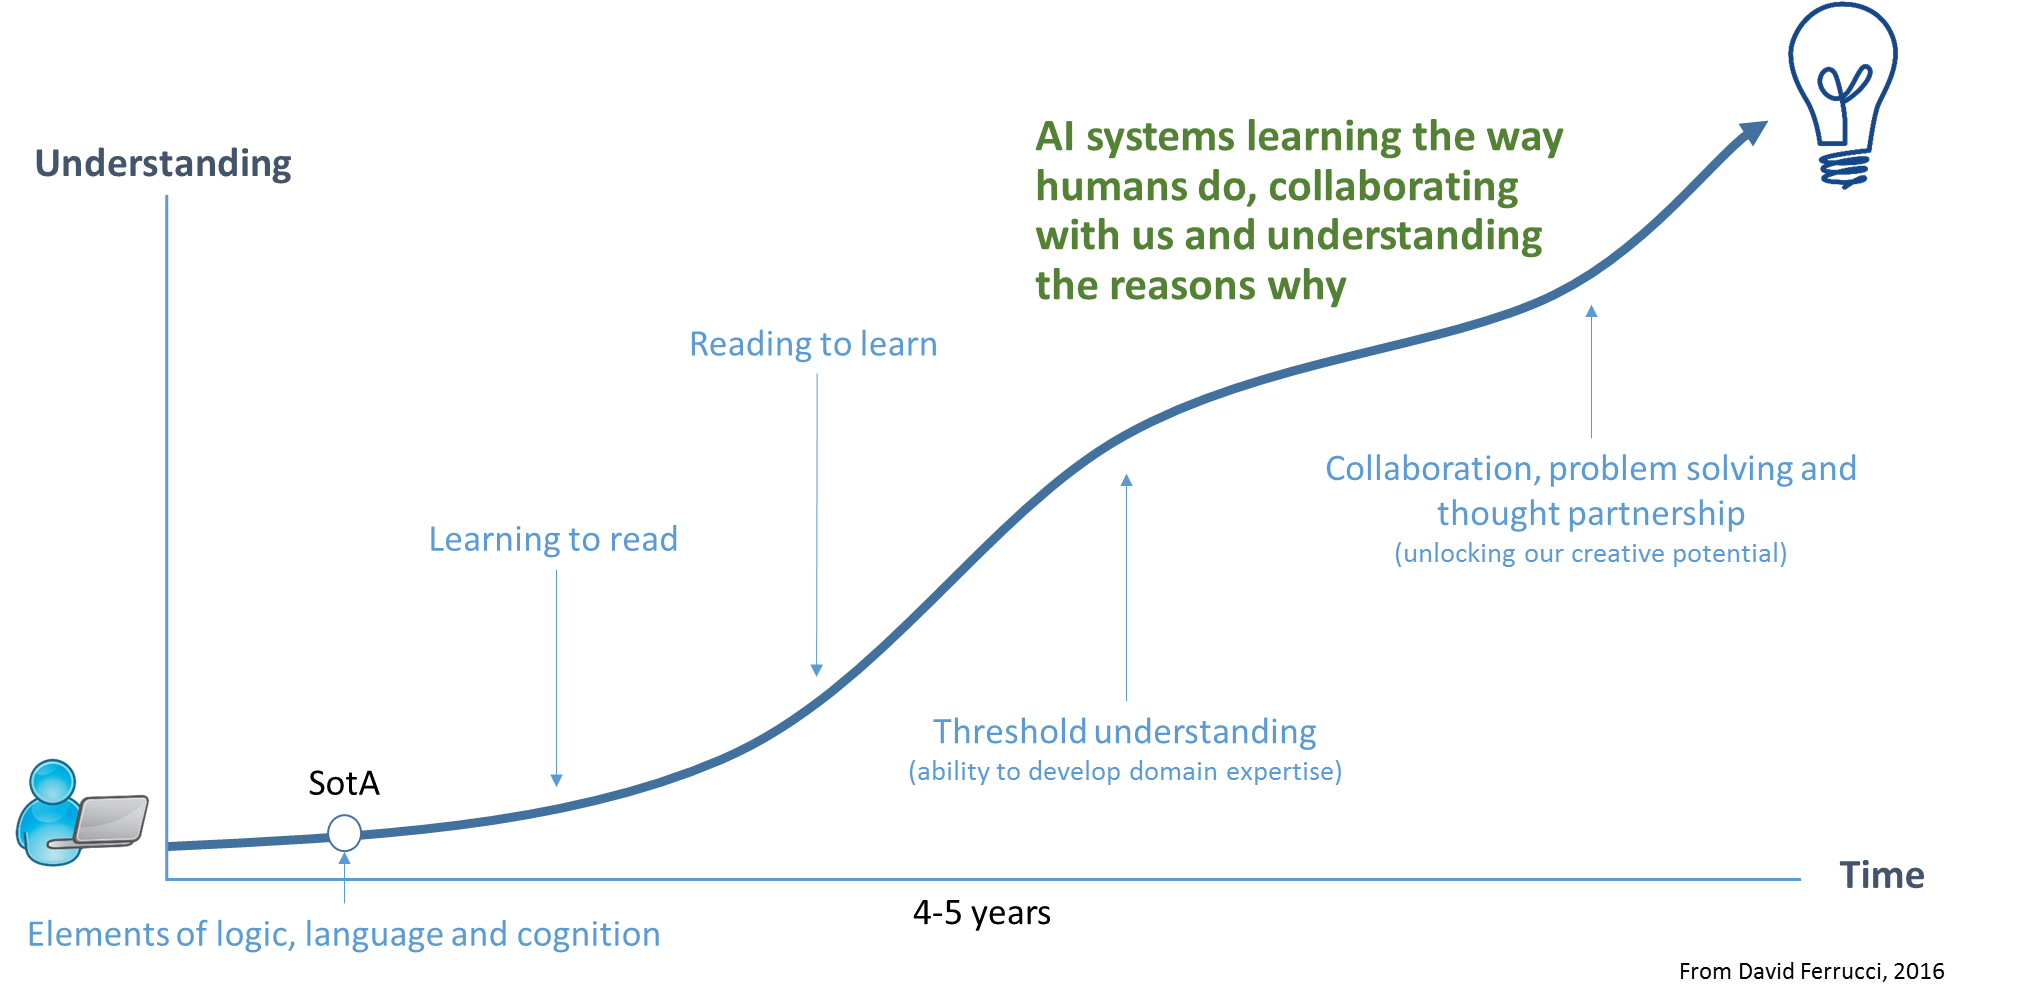 Understanding
AI systems learning the way
humans do, collaborating
with us and understanding
the reasons why
Reading to learn
Learning to read
Collaboration, problem solving and
thought partnership
(unlocking our creative potential)
Threshold understanding
(ability to develop domain expertise)
SotA
Time
4-5 years
Elements of logic, language and cognition
From David Ferrucci, 2016